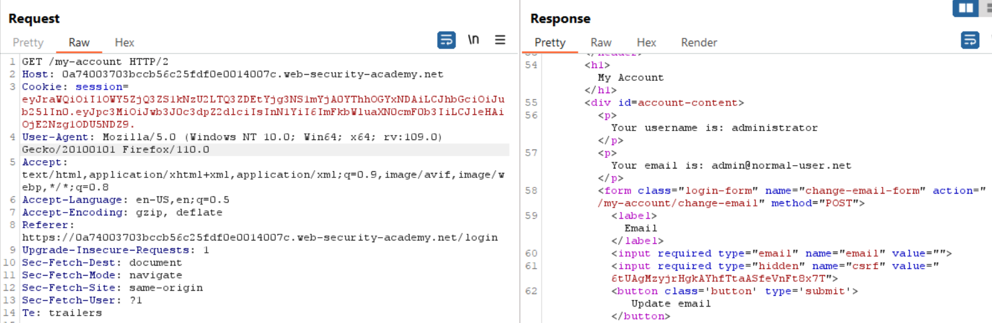 Request
Pretty Raw Hex
\n
1 GET /my-account HTTP/2
2 Host: 0a74003703bccb56c25fdf0e0014007c.web-security-academy.net
3 Cookie: session=
4 User-Agent: Mozilla/5.0 (Windows NT 10.0; Win64; x64; rv:109.0)
Gecko/20100101 Firefox/110.0
5 Accept:
text/html,application/xhtml+xml,application/xml;q=0.9,image/avif,image/w
ebp,*/*;q=0.8
6 Accept-Language: en-US,en;q=0.5
7 Accept-Encoding: gzip, deflate
8 Referer:
https://0a74003703bccb56c25fdf0e0014007c.web-security-academy.net/login
9 Upgrade-Insecure-Requests: 1
10 Sec-Fetch-Dest: document
11 Sec-Fetch-Mode: navigate
12 Sec-Fetch-Site: same-origin
13 Sec-Fetch-User: ?1
14 Te: trailers
Response
Pretty Raw Hex Render
54 <h1>
My Account
</h1>
55 <div id=account-content>
56 <p>
Your username is: administrator
</p>
57 <p>
Your email is: admin@normal-user.net
</p>
58 <form class="login-form" name="change-email-form" action="
/my-account/change-email" method="POST">
59 <label>
Email
</label>
60 <input required type="email" name="email" value="">
61 <input required type="hidden" name="csrf" value="
6tUAgMzyjrHgkAYhfTtaASfeVnFt8x7T">
62 <button class='button' type='submit'>
Update email
</button>